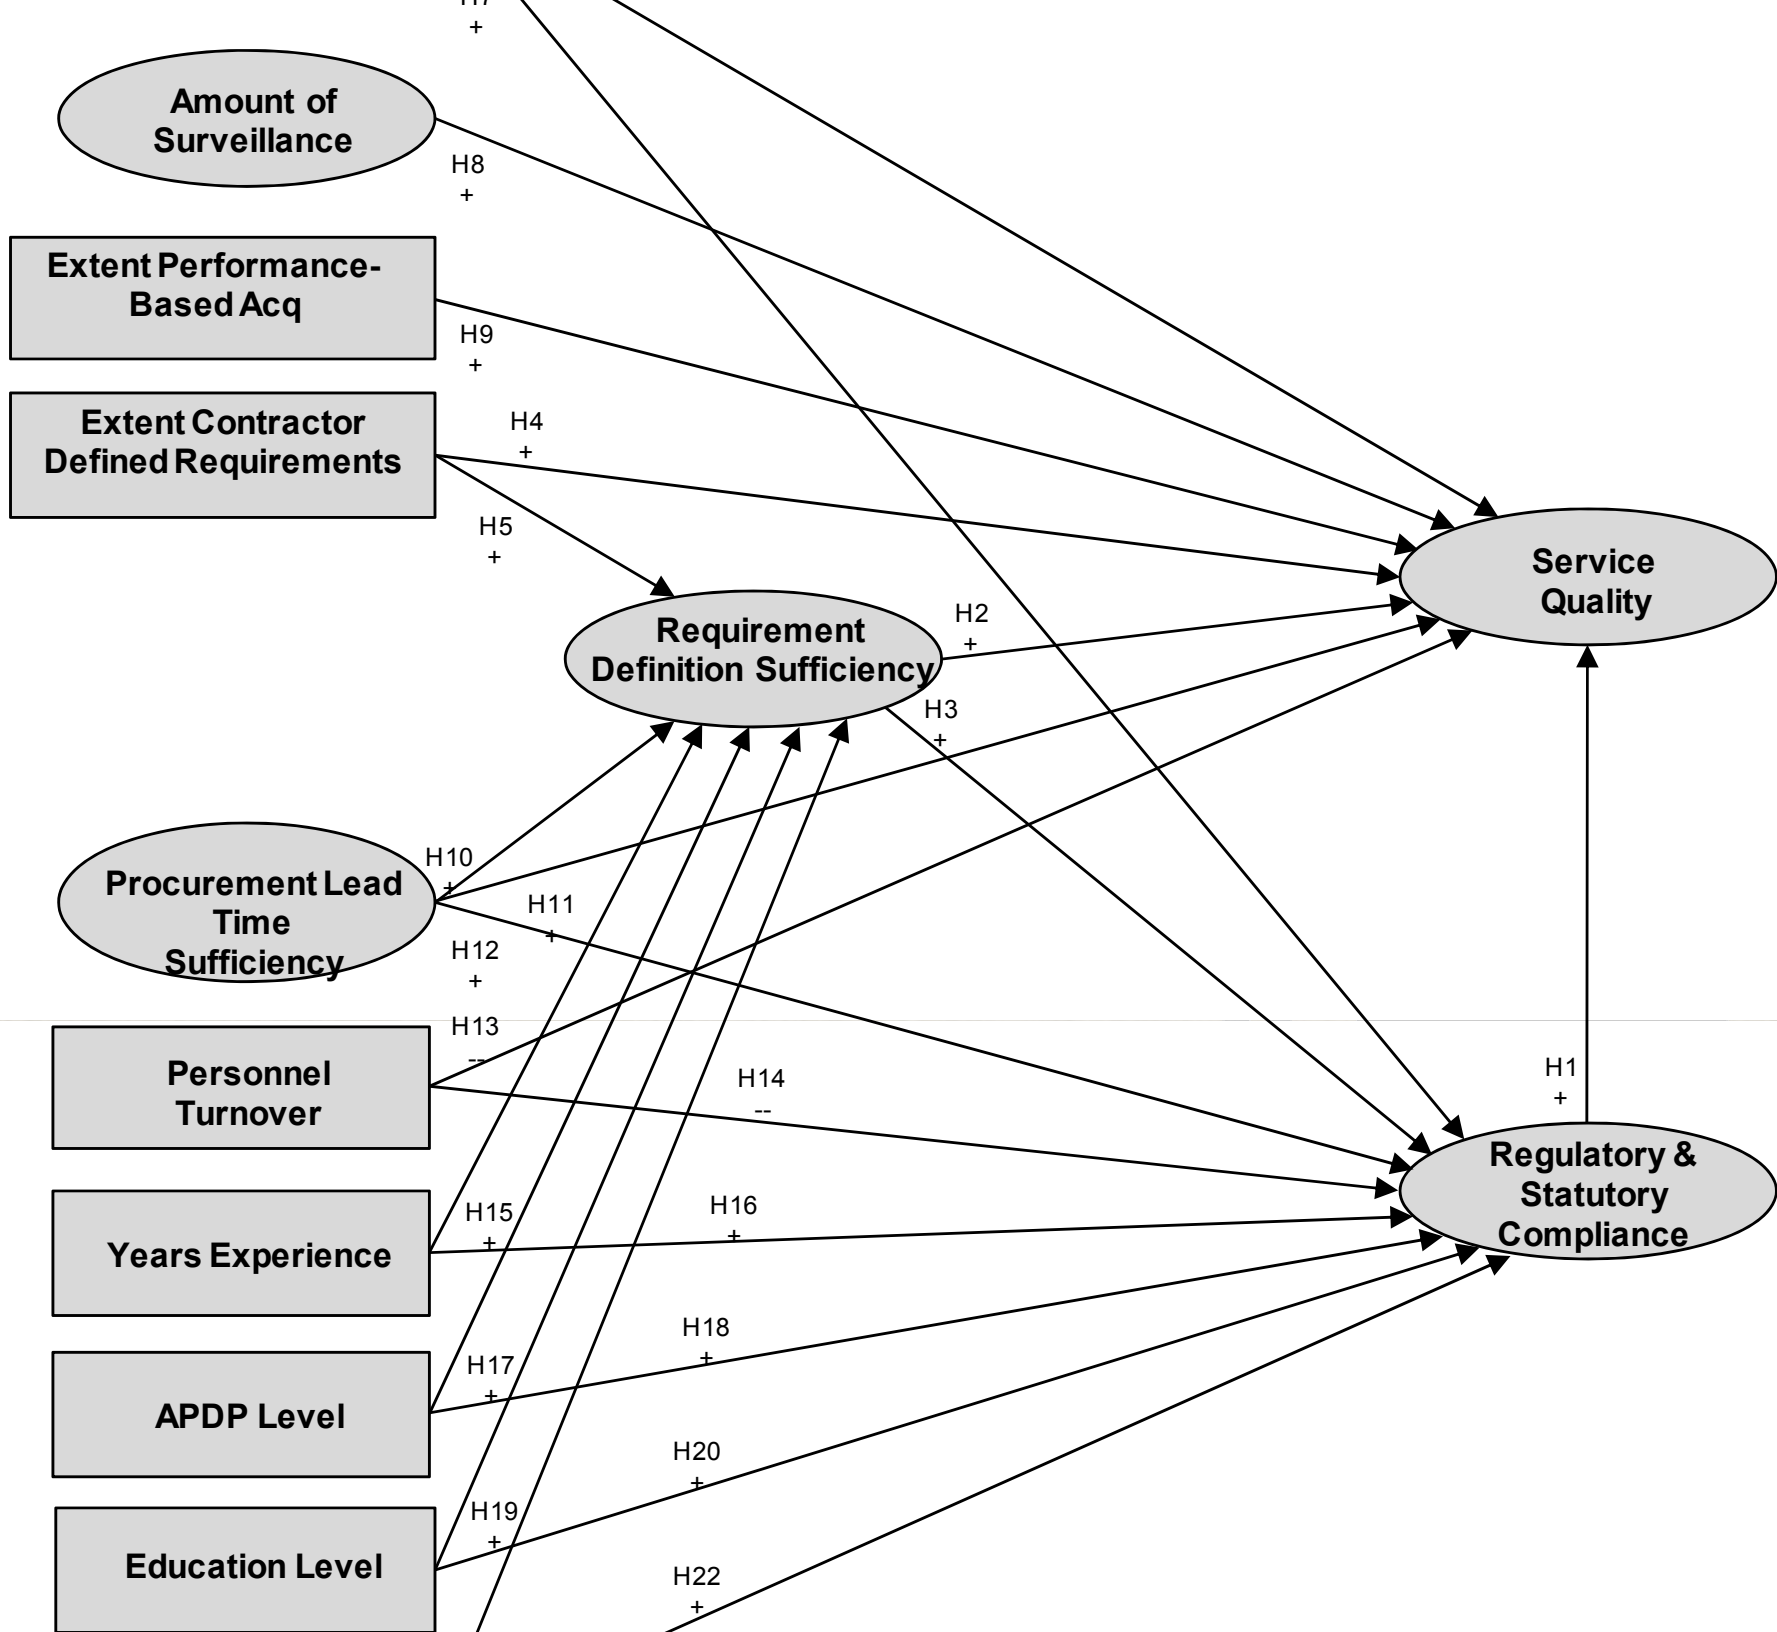 H7
+
Amount of
Surveillance
H8
+
Extent Performance-
Based Acq
H9
+
Extent Contractor
Defined Requirements
H4
+
H5
+
Service
Quality
Requirement
Definition Sufficiency
H2
+
H3
+
Procurement Lead
Time
Sufficiency
H10
+
H11
+
H12
+
Personnel
Turnover
H13
--
H14
--
H1
+
Regulatory &
Statutory
Compliance
Years Experience
H15
+
H16
+
APDP Level
H17
+
H18
+
Education Level
H19
+
H20
+
H22
+